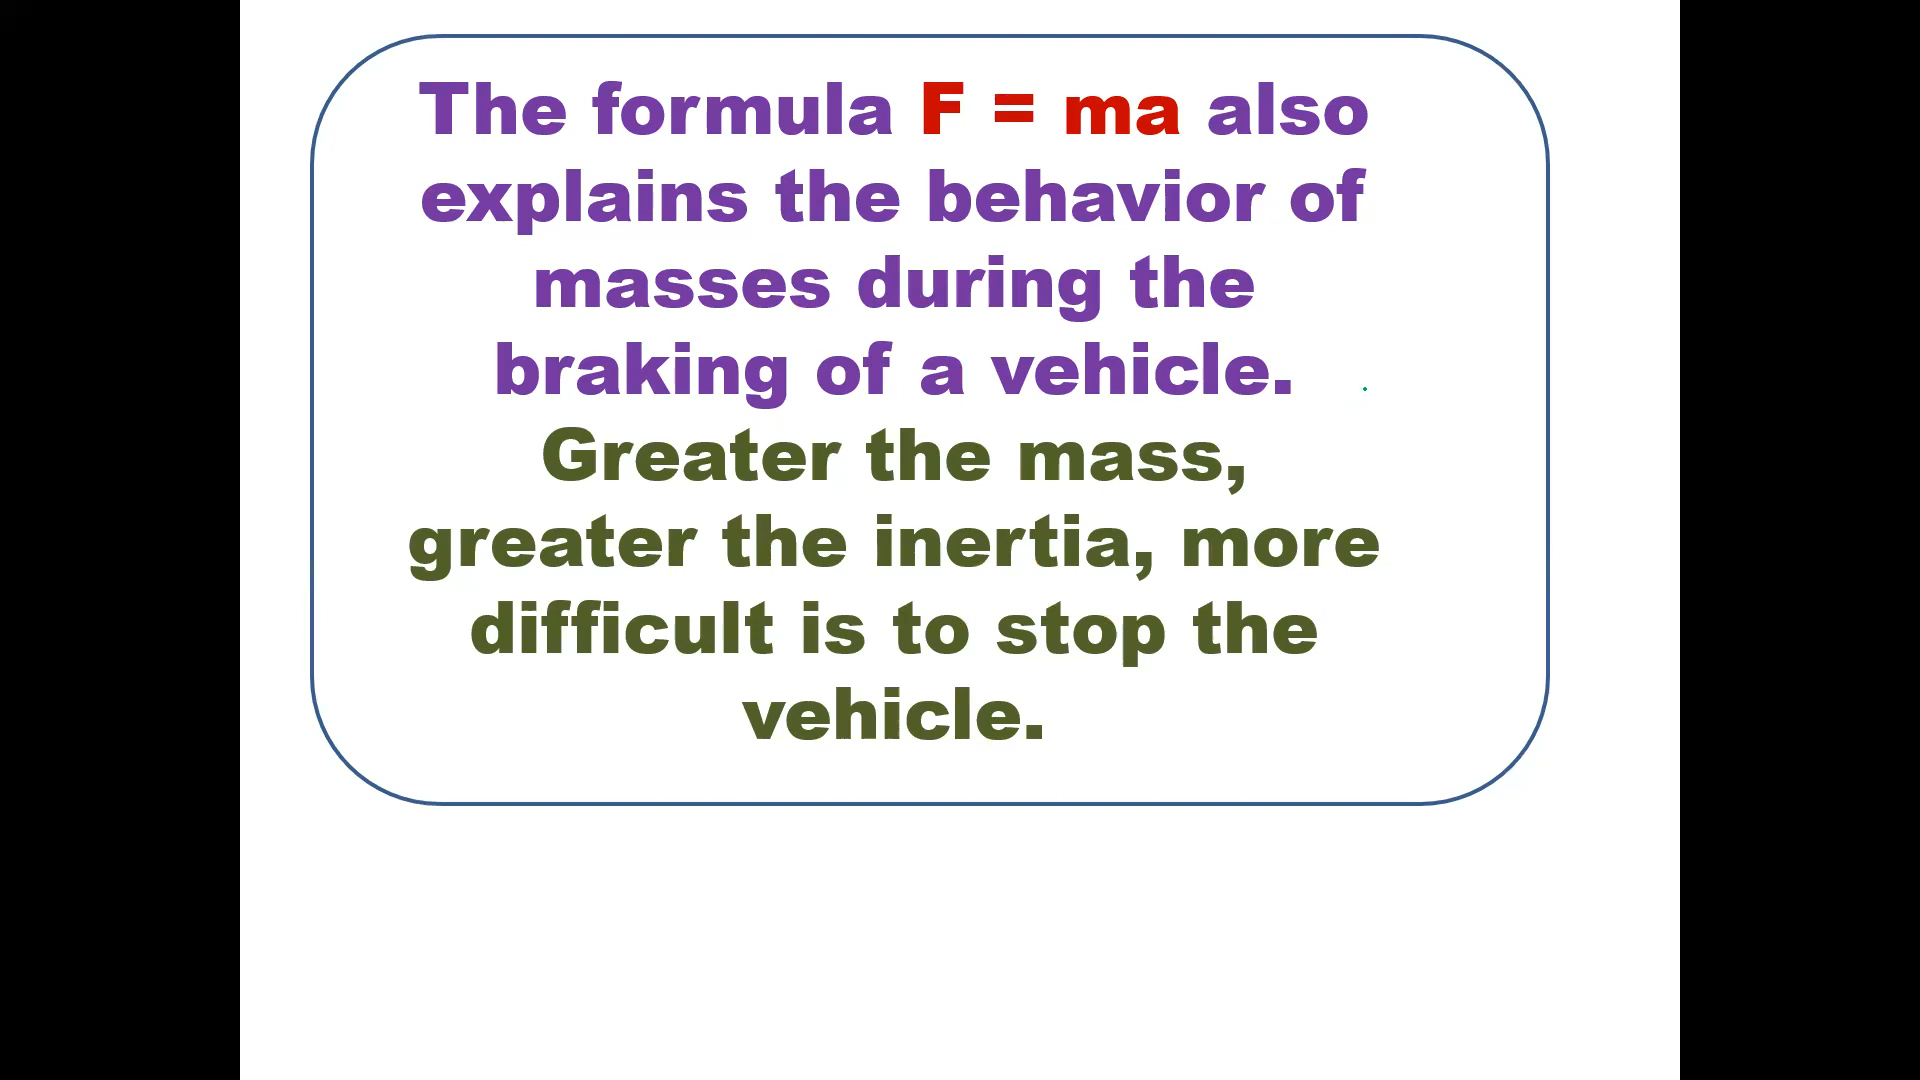 The formula F = ma also
explains the behavior of
masses during the
braking of a vehicle.
Greater the mass,
greater the inertia, more
difficult is to stop the
vehicle.